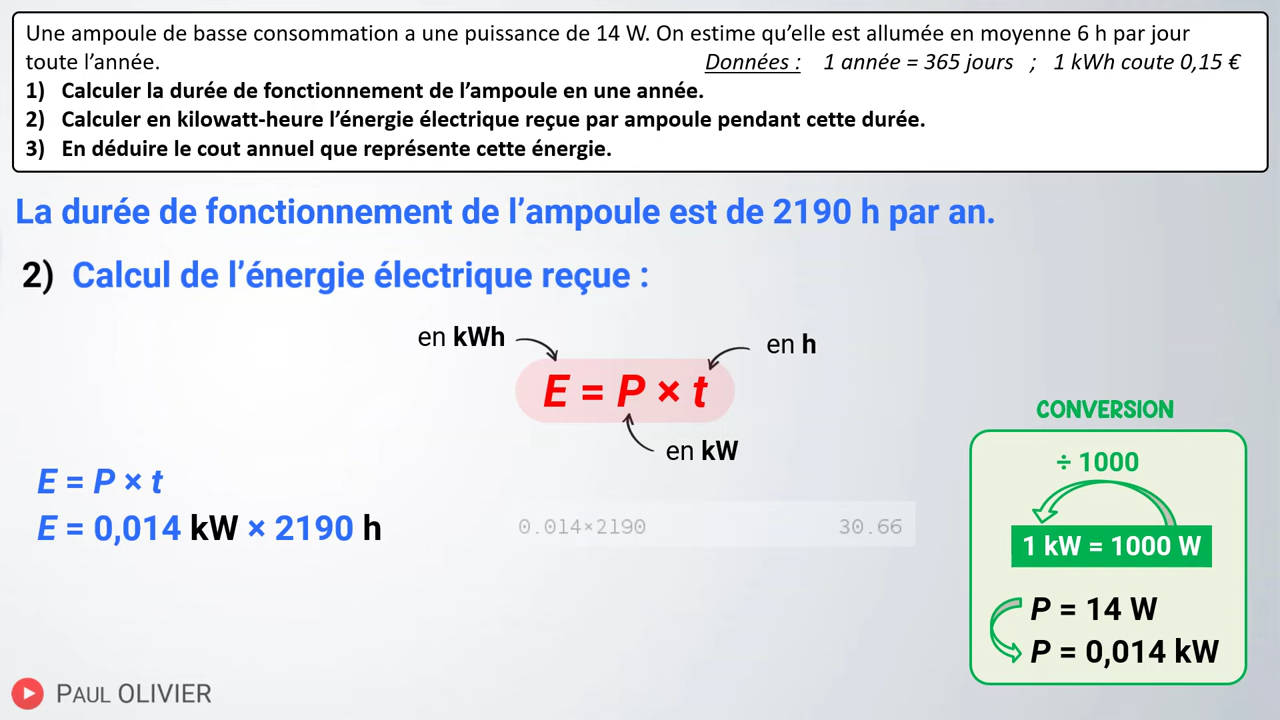 Une ampoule de basse consommation a une puissance de 14 W. On estime qu'elle est allumée en moyenne 6 h par jour
toute l'année. Données : 1 année = 365 jours ; 1 kWh coute 0,15 €
1) Calculer la durée de fonctionnement de l'ampoule en une année.
2) Calculer en kilowatt-heure l'énergie électrique reçue par ampoule pendant cette durée.
3) En déduire le cout annuel que représente cette énergie.
La durée de fonctionnement de l'ampoule est de 2190 h par an.
2) Calcul de l'énergie électrique reçue :
en kWh
en h
E = P × t
en kW
E = P × t
E = 0,014 kW × 2190 h
0.014×2190 30.66
CONVERSION
÷ 1000
1 kW = 1000 W
P = 14 W
P = 0,014 kW
PAUL OLIVIER